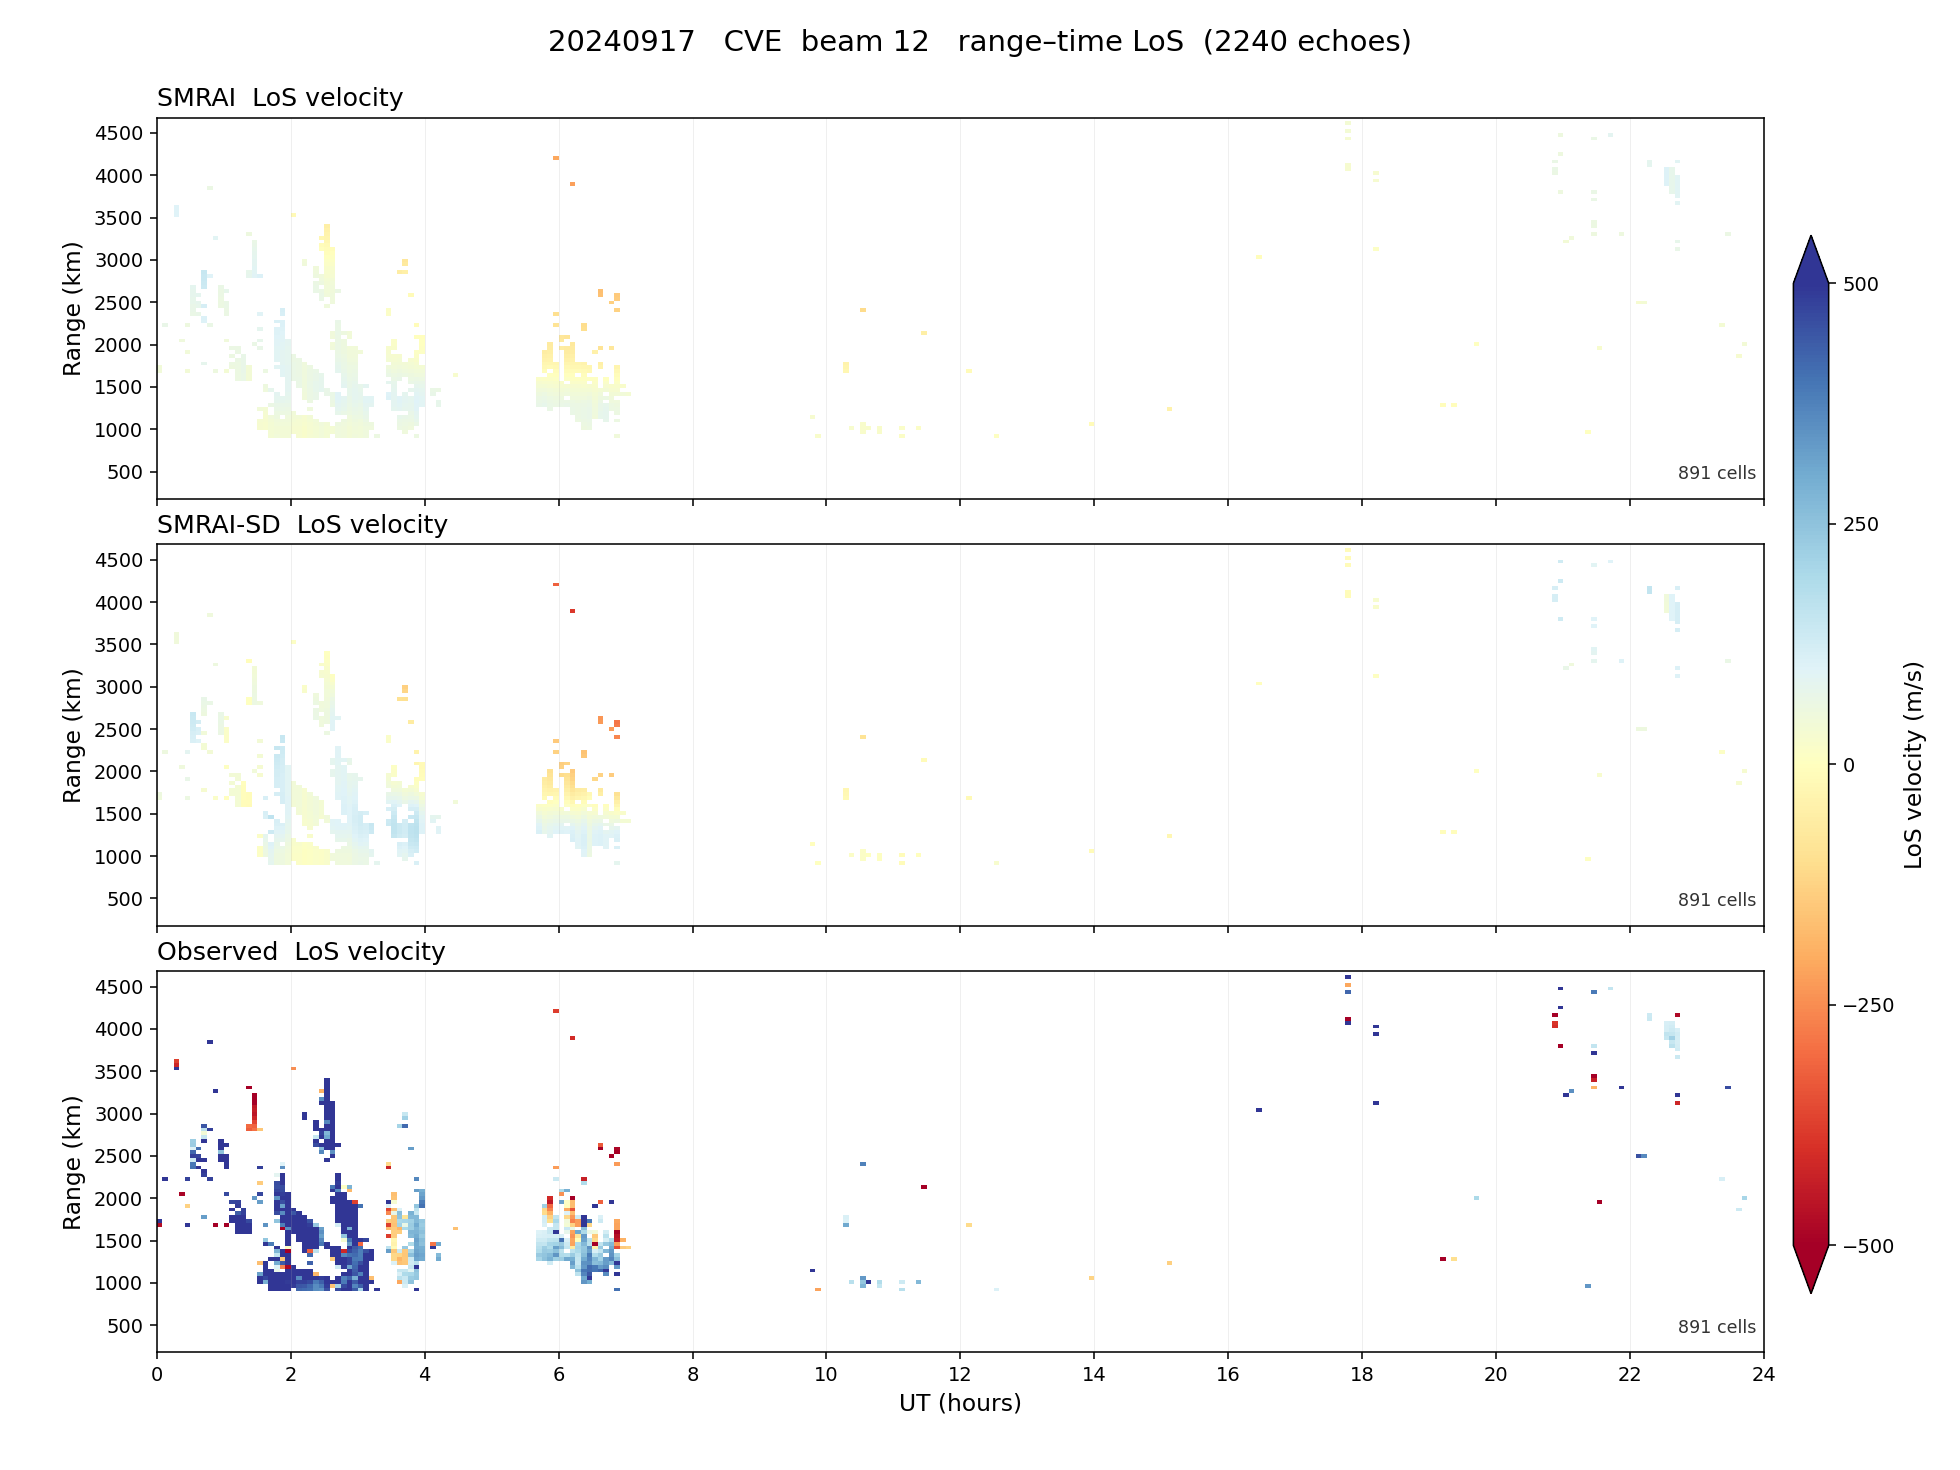 20240917   CVE  beam 12   range–time LoS  (2240 echoes)
SMRAI  LoS velocity
4500
4000
3500
3000
2500
2000
1500
1000
500
Range (km)
891 cells
SMRAI-SD  LoS velocity
4500
4000
3500
3000
2500
2000
1500
1000
500
Range (km)
891 cells
Observed  LoS velocity
4500
4000
3500
3000
2500
2000
1500
1000
500
Range (km)
891 cells
0 2 4 6 8 10 12 14 16 18 20 22 24
UT (hours)
500
250
0
−250
−500
LoS velocity (m/s)